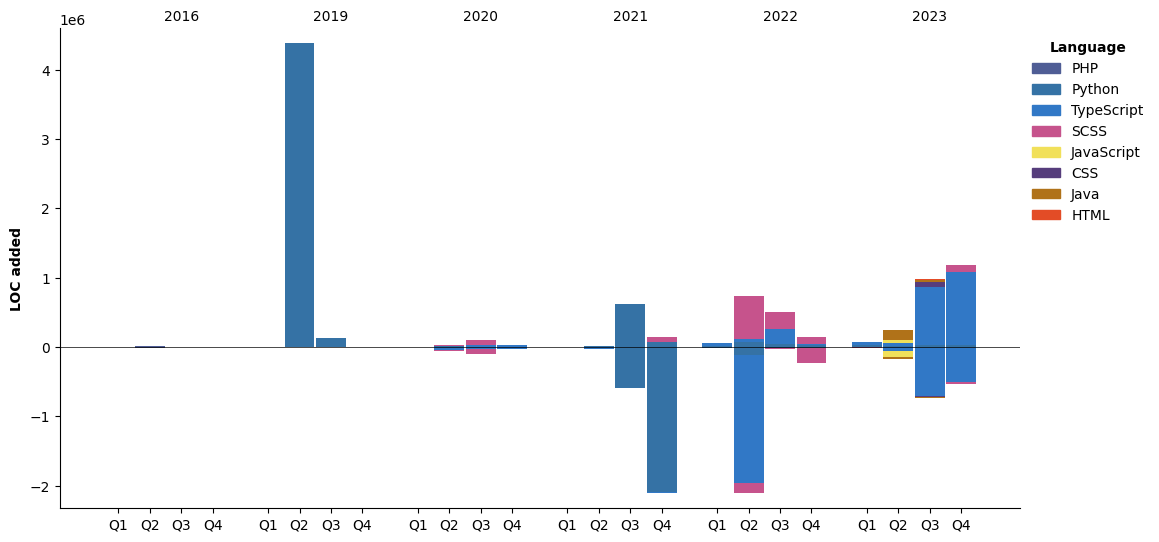 1e6
2016 2019 2020 2021 2022 2023
Language
PHP
Python
TypeScript
SCSS
JavaScript
CSS
Java
HTML
LOC added
4
3
2
1
0
−1
−2
Q1 Q2 Q3 Q4 Q1 Q2 Q3 Q4 Q1 Q2 Q3 Q4 Q1 Q2 Q3 Q4 Q1 Q2 Q3 Q4 Q1 Q2 Q3 Q4